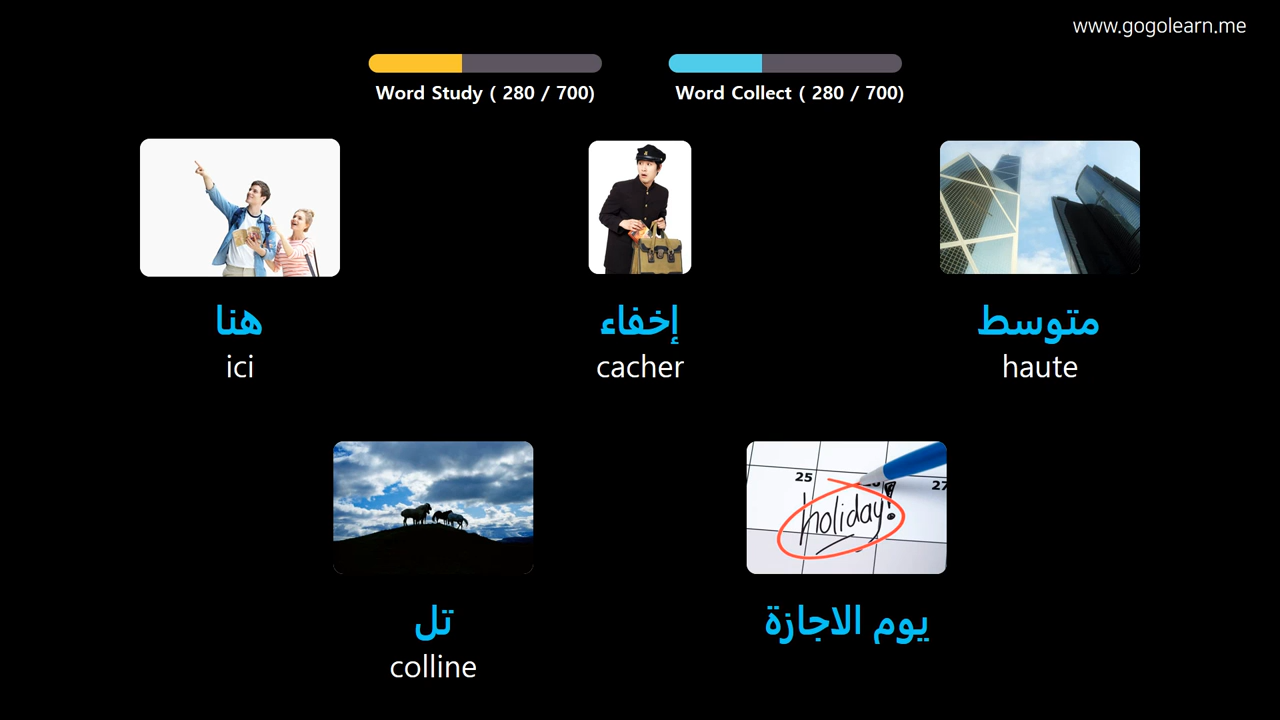 www.gogolearn.me
Word Study ( 280 / 700)
Word Collect ( 280 / 700)
هنا
ici
إخفاء
cacher
متوسط
haute
تل
colline
25
27
holiday!
يوم الاجازة